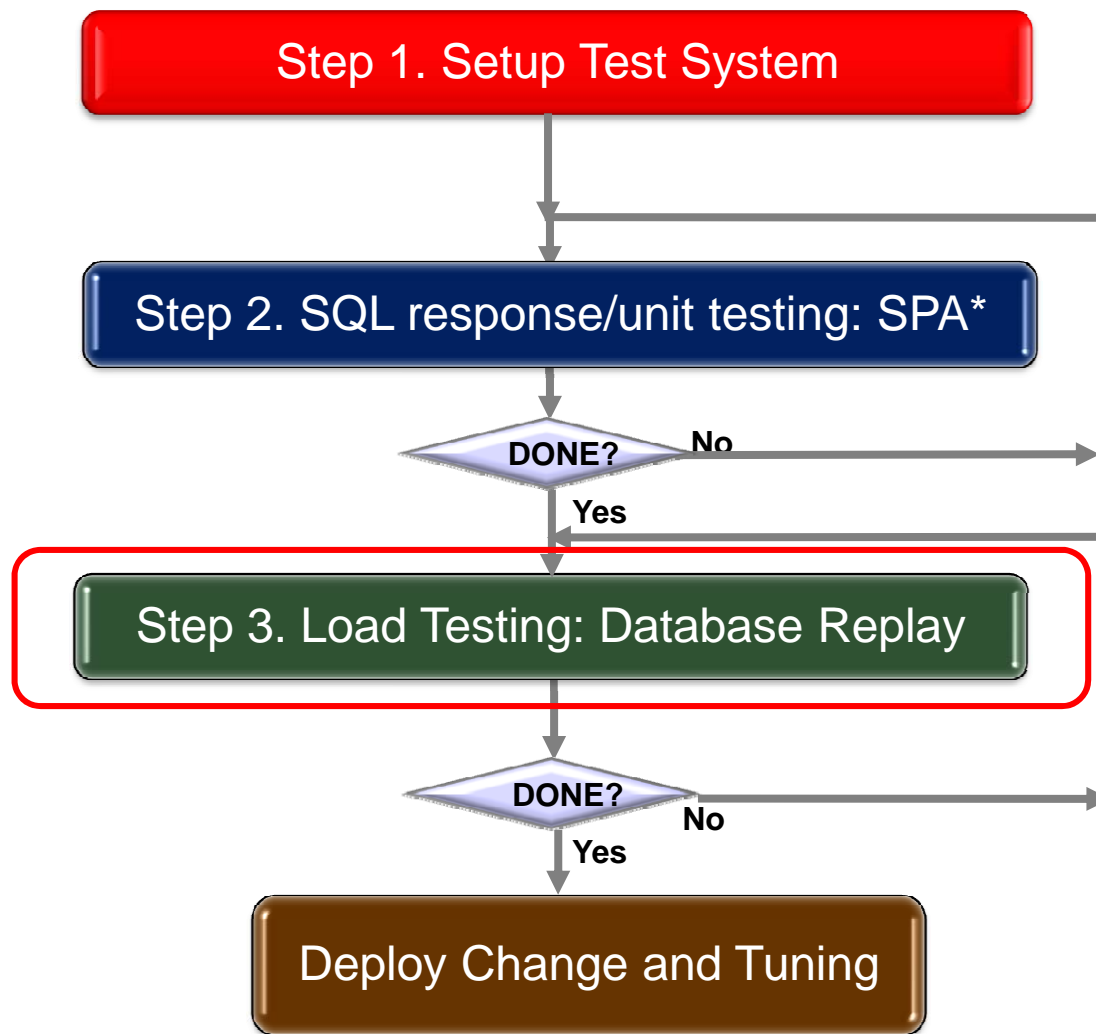 Step 1. Setup Test System
Step 2. SQL response/unit testing: SPA*
DONE?
No
Yes
Step 3. Load Testing: Database Replay
DONE?
No
Yes
Deploy Change and Tuning